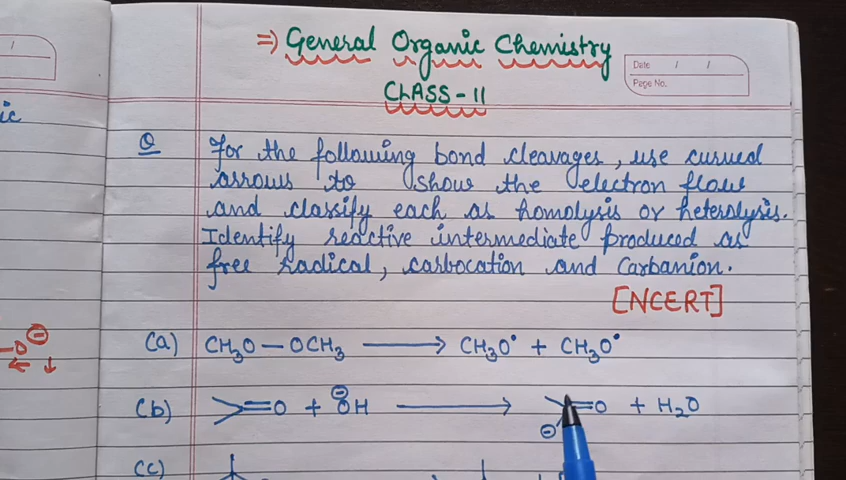 ic
⇒ General Organic Chemistry
CLASS - 11
Date / /
Page No.
Q For the following bond cleavages, use curved
arrows to show the electron flow
and classify each as homolysis or heterolysis.
Identify reactive intermediate produced as
free radical, carbocation and Carbanion.
[NCERT]
(a) CH₃O — OCH₃ ⟶ CH₃O• + CH₃O•
(b) =O + ⊖OH ⟶ ⊖ =O + H₂O
(c)
-O⊖